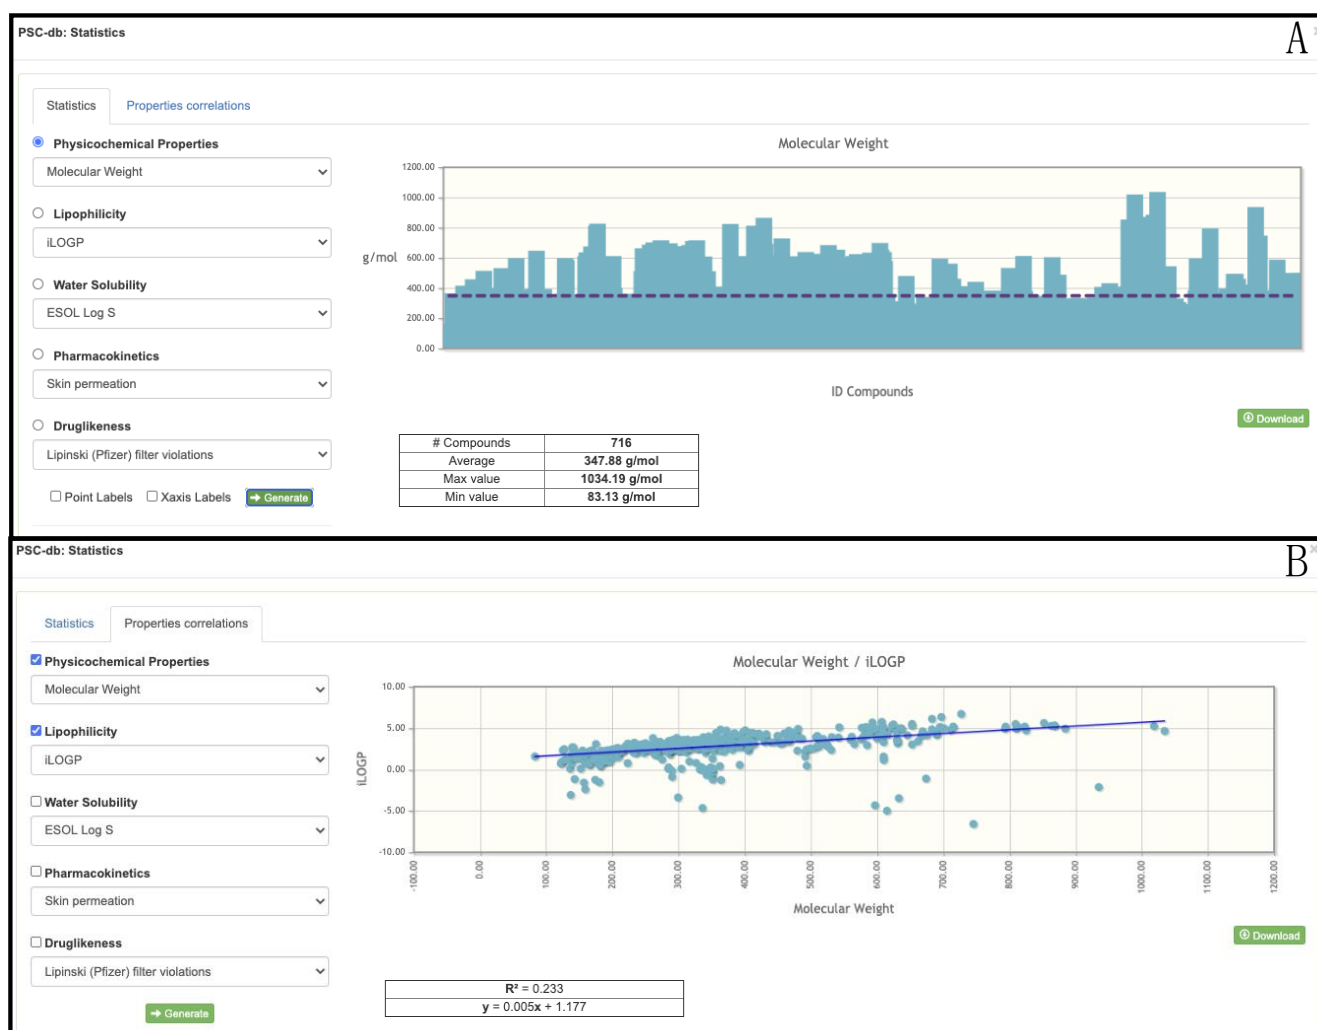 PSC-db: Statistics
A
Statistics Properties correlations
Physicochemical Properties
Molecular Weight
Lipophilicity
iLOGP
Water Solubility
ESOL Log S
Pharmacokinetics
Skin permeation
Druglikeness
Lipinski (Pfizer) filter violations
Point Labels Xaxis Labels Generate
Molecular Weight
1200.00
1000.00
800.00
g/mol 600.00
400.00
200.00
0.00
ID Compounds
Download
# Compounds 716
Average 347.88 g/mol
Max value 1034.19 g/mol
Min value 83.13 g/mol
PSC-db: Statistics
B
Statistics Properties correlations
Physicochemical Properties
Molecular Weight
Lipophilicity
iLOGP
Water Solubility
ESOL Log S
Pharmacokinetics
Skin permeation
Druglikeness
Lipinski (Pfizer) filter violations
Generate
Molecular Weight / iLOGP
10.00
5.00
iLOGP
0.00
-5.00
-10.00
-100.00 0.00 100.00 200.00 300.00 400.00 500.00 600.00 700.00 800.00 900.00 1000.00 1100.00 1200.00
Molecular Weight
Download
R² = 0.233
y = 0.005x + 1.177